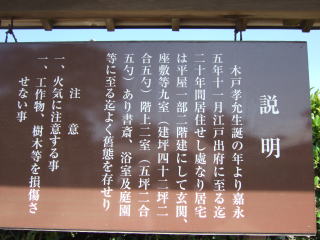 説明
木戸孝允生誕の年より嘉永
五年十一月江戸出府に至る迄
二十年間居住せし處なり居宅
は平屋一部二階建にして玄関、
座敷等九室（建坪四十二坪二
合五勺）階上二室（五坪二合
五勺）あり書斎、浴室及庭園
等に至る迄よく舊態を存せり
注意
一、火気に注意する事
一、工作物、樹木等を損傷さ
せない事